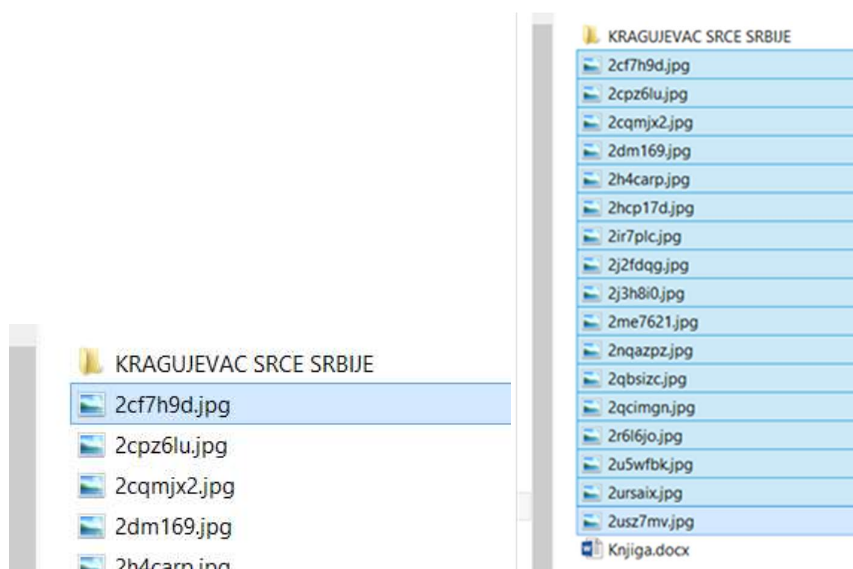 KRAGUJEVAC SRCE SRBIJE
2cf7h9d.jpg
2cpz6lu.jpg
2cqmjx2.jpg
2dm169.jpg
2h4carp.jpg
KRAGUJEVAC SRCE SRBIJE
2cf7h9d.jpg
2cpz6lu.jpg
2cqmjx2.jpg
2dm169.jpg
2h4carp.jpg
2hcp17d.jpg
2ir7plc.jpg
2j2fdqg.jpg
2j3h8i0.jpg
2me7621.jpg
2nqazpz.jpg
2qbsizc.jpg
2qcimgn.jpg
2r6l6jo.jpg
2u5wfbk.jpg
2ursaix.jpg
2usz7mv.jpg
Knjiga.docx